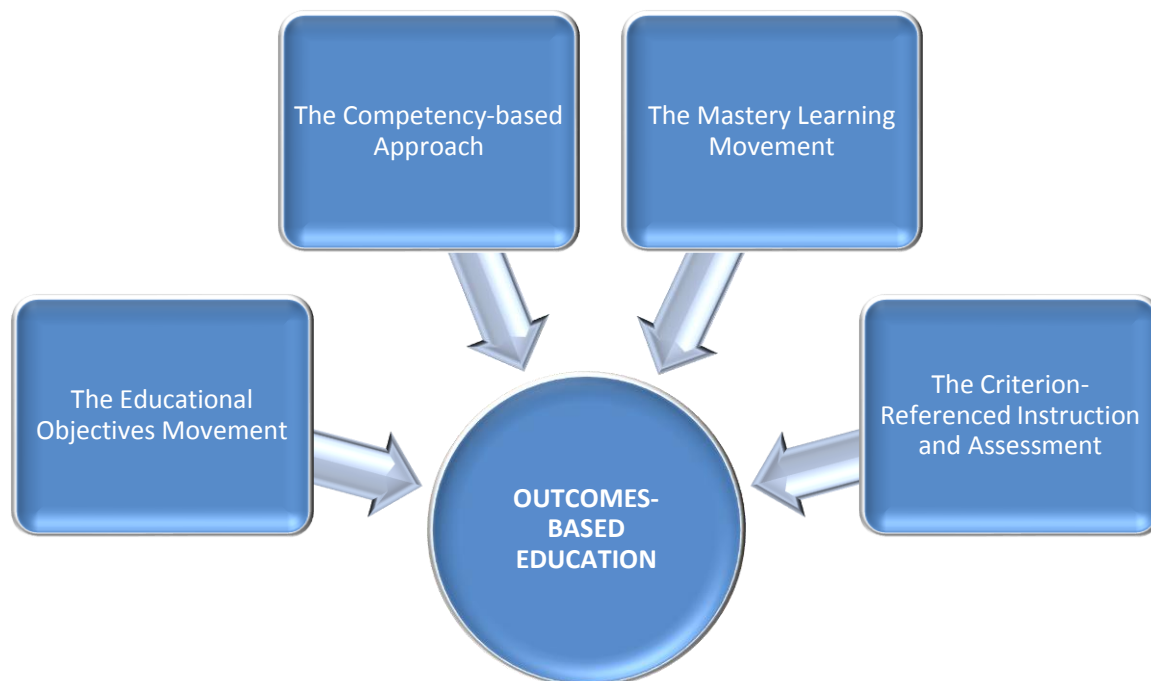 The Competency-based
Approach
The Mastery Learning
Movement
The Educational
Objectives Movement
The Criterion-
Referenced Instruction
and Assessment
OUTCOMES-
BASED
EDUCATION